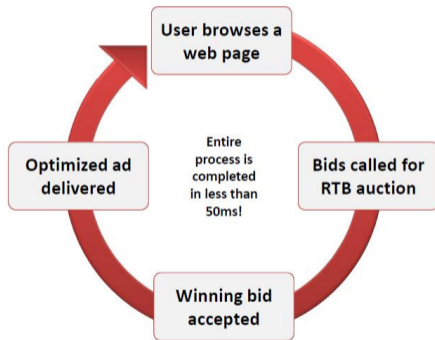 User browses a
web page
Bids called for
RTB auction
Winning bid
accepted
Optimized ad
delivered
Entire
process is
completed
in less than
50ms!